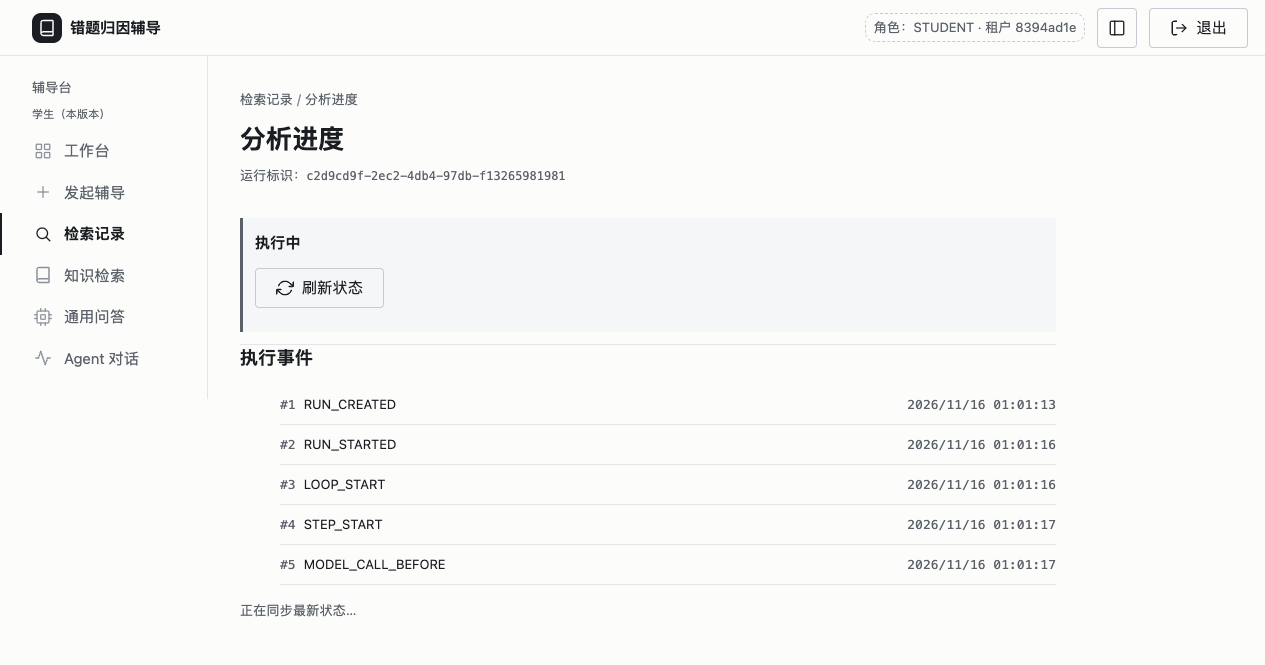 错题归因辅导
角色：STUDENT · 租户 8394ad1e
退出
辅导台
学生（本版本）
工作台
发起辅导
检索记录
知识检索
通用问答
Agent 对话
检索记录 / 分析进度
分析进度
运行标识：c2d9cd9f-2ec2-4db4-97db-f13265981981
执行中
刷新状态
执行事件
#1 RUN_CREATED 2026/11/16 01:01:13
#2 RUN_STARTED 2026/11/16 01:01:16
#3 LOOP_START 2026/11/16 01:01:16
#4 STEP_START 2026/11/16 01:01:17
#5 MODEL_CALL_BEFORE 2026/11/16 01:01:17
正在同步最新状态…